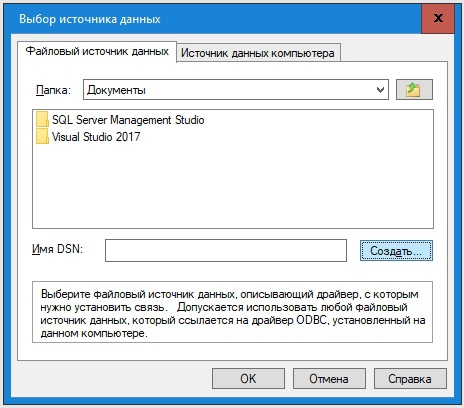 Выбор источника данных
x
Файловый источник данных Источник данных компьютера
Папка: Документы
SQL Server Management Studio
Visual Studio 2017
Имя DSN: Создать...
Выберите файловый источник данных, описывающий драйвер, с которым
нужно установить связь. Допускается использовать любой файловый
источник данных, который ссылается на драйвер ODBC, установленный на
данном компьютере.
OK Отмена Справка